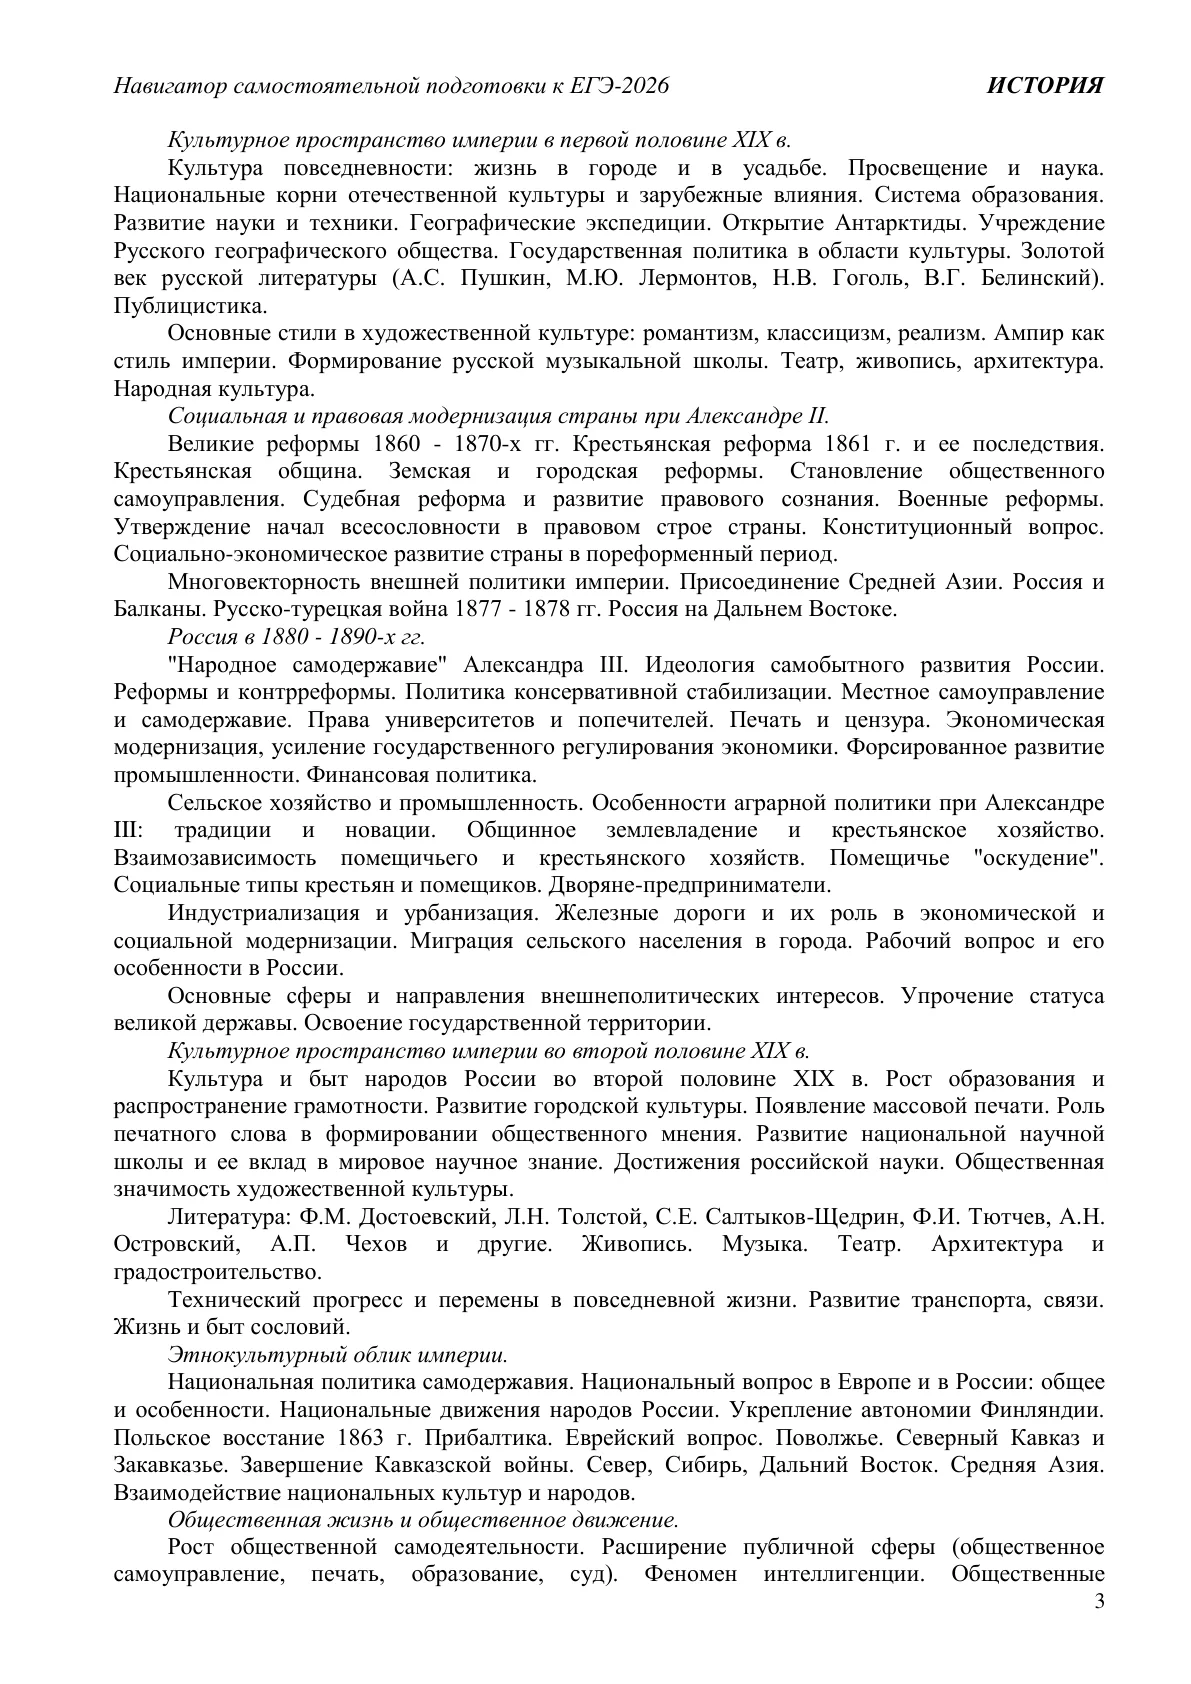 Навигатор самостоятельной подготовки к ЕГЭ-2026 ИСТОРИЯ
Культурное пространство империи в первой половине XIX в.
Культура повседневности: жизнь в городе и в усадьбе. Просвещение и наука.
Национальные корни отечественной культуры и зарубежные влияния. Система образования.
Развитие науки и техники. Географические экспедиции. Открытие Антарктиды. Учреждение
Русского географического общества. Государственная политика в области культуры. Золотой
век русской литературы (А.С. Пушкин, М.Ю. Лермонтов, Н.В. Гоголь, В.Г. Белинский).
Публицистика.
Основные стили в художественной культуре: романтизм, классицизм, реализм. Ампир как
стиль империи. Формирование русской музыкальной школы. Театр, живопись, архитектура.
Народная культура.
Социальная и правовая модернизация страны при Александре II.
Великие реформы 1860 - 1870-х гг. Крестьянская реформа 1861 г. и ее последствия.
Крестьянская община. Земская и городская реформы. Становление общественного
самоуправления. Судебная реформа и развитие правового сознания. Военные реформы.
Утверждение начал всесословности в правовом строе страны. Конституционный вопрос.
Социально-экономическое развитие страны в пореформенный период.
Многовекторность внешней политики империи. Присоединение Средней Азии. Россия и
Балканы. Русско-турецкая война 1877 - 1878 гг. Россия на Дальнем Востоке.
Россия в 1880 - 1890-х гг.
"Народное самодержавие" Александра III. Идеология самобытного развития России.
Реформы и контрреформы. Политика консервативной стабилизации. Местное самоуправление
и самодержавие. Права университетов и попечителей. Печать и цензура. Экономическая
модернизация, усиление государственного регулирования экономики. Форсированное развитие
промышленности. Финансовая политика.
Сельское хозяйство и промышленность. Особенности аграрной политики при Александре
III: традиции и новации. Общинное землевладение и крестьянское хозяйство.
Взаимозависимость помещичьего и крестьянского хозяйств. Помещичье "оскудение".
Социальные типы крестьян и помещиков. Дворяне-предприниматели.
Индустриализация и урбанизация. Железные дороги и их роль в экономической и
социальной модернизации. Миграция сельского населения в города. Рабочий вопрос и его
особенности в России.
Основные сферы и направления внешнеполитических интересов. Упрочение статуса
великой державы. Освоение государственной территории.
Культурное пространство империи во второй половине XIX в.
Культура и быт народов России во второй половине XIX в. Рост образования и
распространение грамотности. Развитие городской культуры. Появление массовой печати. Роль
печатного слова в формировании общественного мнения. Развитие национальной научной
школы и ее вклад в мировое научное знание. Достижения российской науки. Общественная
значимость художественной культуры.
Литература: Ф.М. Достоевский, Л.Н. Толстой, С.Е. Салтыков-Щедрин, Ф.И. Тютчев, А.Н.
Островский, А.П. Чехов и другие. Живопись. Музыка. Театр. Архитектура и
градостроительство.
Технический прогресс и перемены в повседневной жизни. Развитие транспорта, связи.
Жизнь и быт сословий.
Этнокультурный облик империи.
Национальная политика самодержавия. Национальный вопрос в Европе и в России: общее
и особенности. Национальные движения народов России. Укрепление автономии Финляндии.
Польское восстание 1863 г. Прибалтика. Еврейский вопрос. Поволжье. Северный Кавказ и
Закавказье. Завершение Кавказской войны. Север, Сибирь, Дальний Восток. Средняя Азия.
Взаимодействие национальных культур и народов.
Общественная жизнь и общественное движение.
Рост общественной самодеятельности. Расширение публичной сферы (общественное
самоуправление, печать, образование, суд). Феномен интеллигенции. Общественные
3